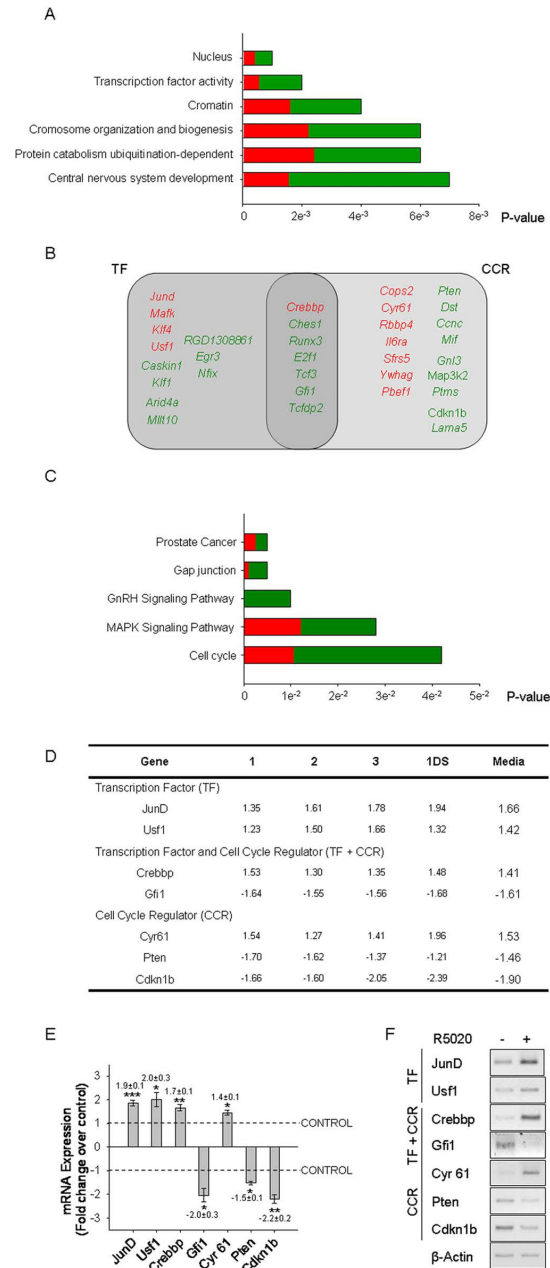 A
Nucleus
Transcripction factor activity
Cromatin
Cromosome organization and biogenesis
Protein catabolism ubiquitination-dependent
Central nervous system development
0 2e-3 4e-3 6e-3 8e-3 P-value
B
TF CCR
Jund
Mafk
Klf4
Usf1
Caskin1
Klf1
Arid4a
Mllt10
RGD1308861
Egr3
Nfix
Crebbp
Ches1
Runx3
E2f1
Tcf3
Gfi1
Tcfdp2
Cops2
Cyr61
Rbbp4
Il6ra
Sfrs5
Ywhag
Pbef1
Pten
Dst
Ccnc
Mif
Gnl3
Map3k2
Ptms
Cdkn1b
Lama5
C
Prostate Cancer
Gap junction
GnRH Signaling Pathway
MAPK Signaling Pathway
Cell cycle
0 1e-2 2e-2 3e-2 4e-2 5e-2 P-value
D
Gene 1 2 3 1DS Media
Transcription Factor (TF)
JunD 1.35 1.61 1.78 1.94 1.66
Usf1 1.23 1.50 1.66 1.32 1.42
Transcription Factor and Cell Cycle Regulator (TF + CCR)
Crebbp 1.53 1.30 1.35 1.48 1.41
Gfi1 -1.64 -1.55 -1.56 -1.68 -1.61
Cell Cycle Regulator (CCR)
Cyr61 1.54 1.27 1.41 1.96 1.53
Pten -1.70 -1.62 -1.37 -1.21 -1.46
Cdkn1b -1.66 -1.60 -2.05 -2.39 -1.90
E
mRNA Expression
(Fold change over control)
3
2
1
0
-1
-2
-3
1.9±0.1
***
2.0±0.3
*
1.7±0.1
**
-2.0±0.3
*
1.4±0.1
*
-1.5±0.1
*
-2.2±0.2
**
CONTROL
CONTROL
JunD Usf1 Crebbp Gfi1 Cyr 61 Pten Cdkn1b
F
R5020 - +
TF
JunD
Usf1
TF + CCR
Crebbp
Gfi1
CCR
Cyr 61
Pten
Cdkn1b
β-Actin